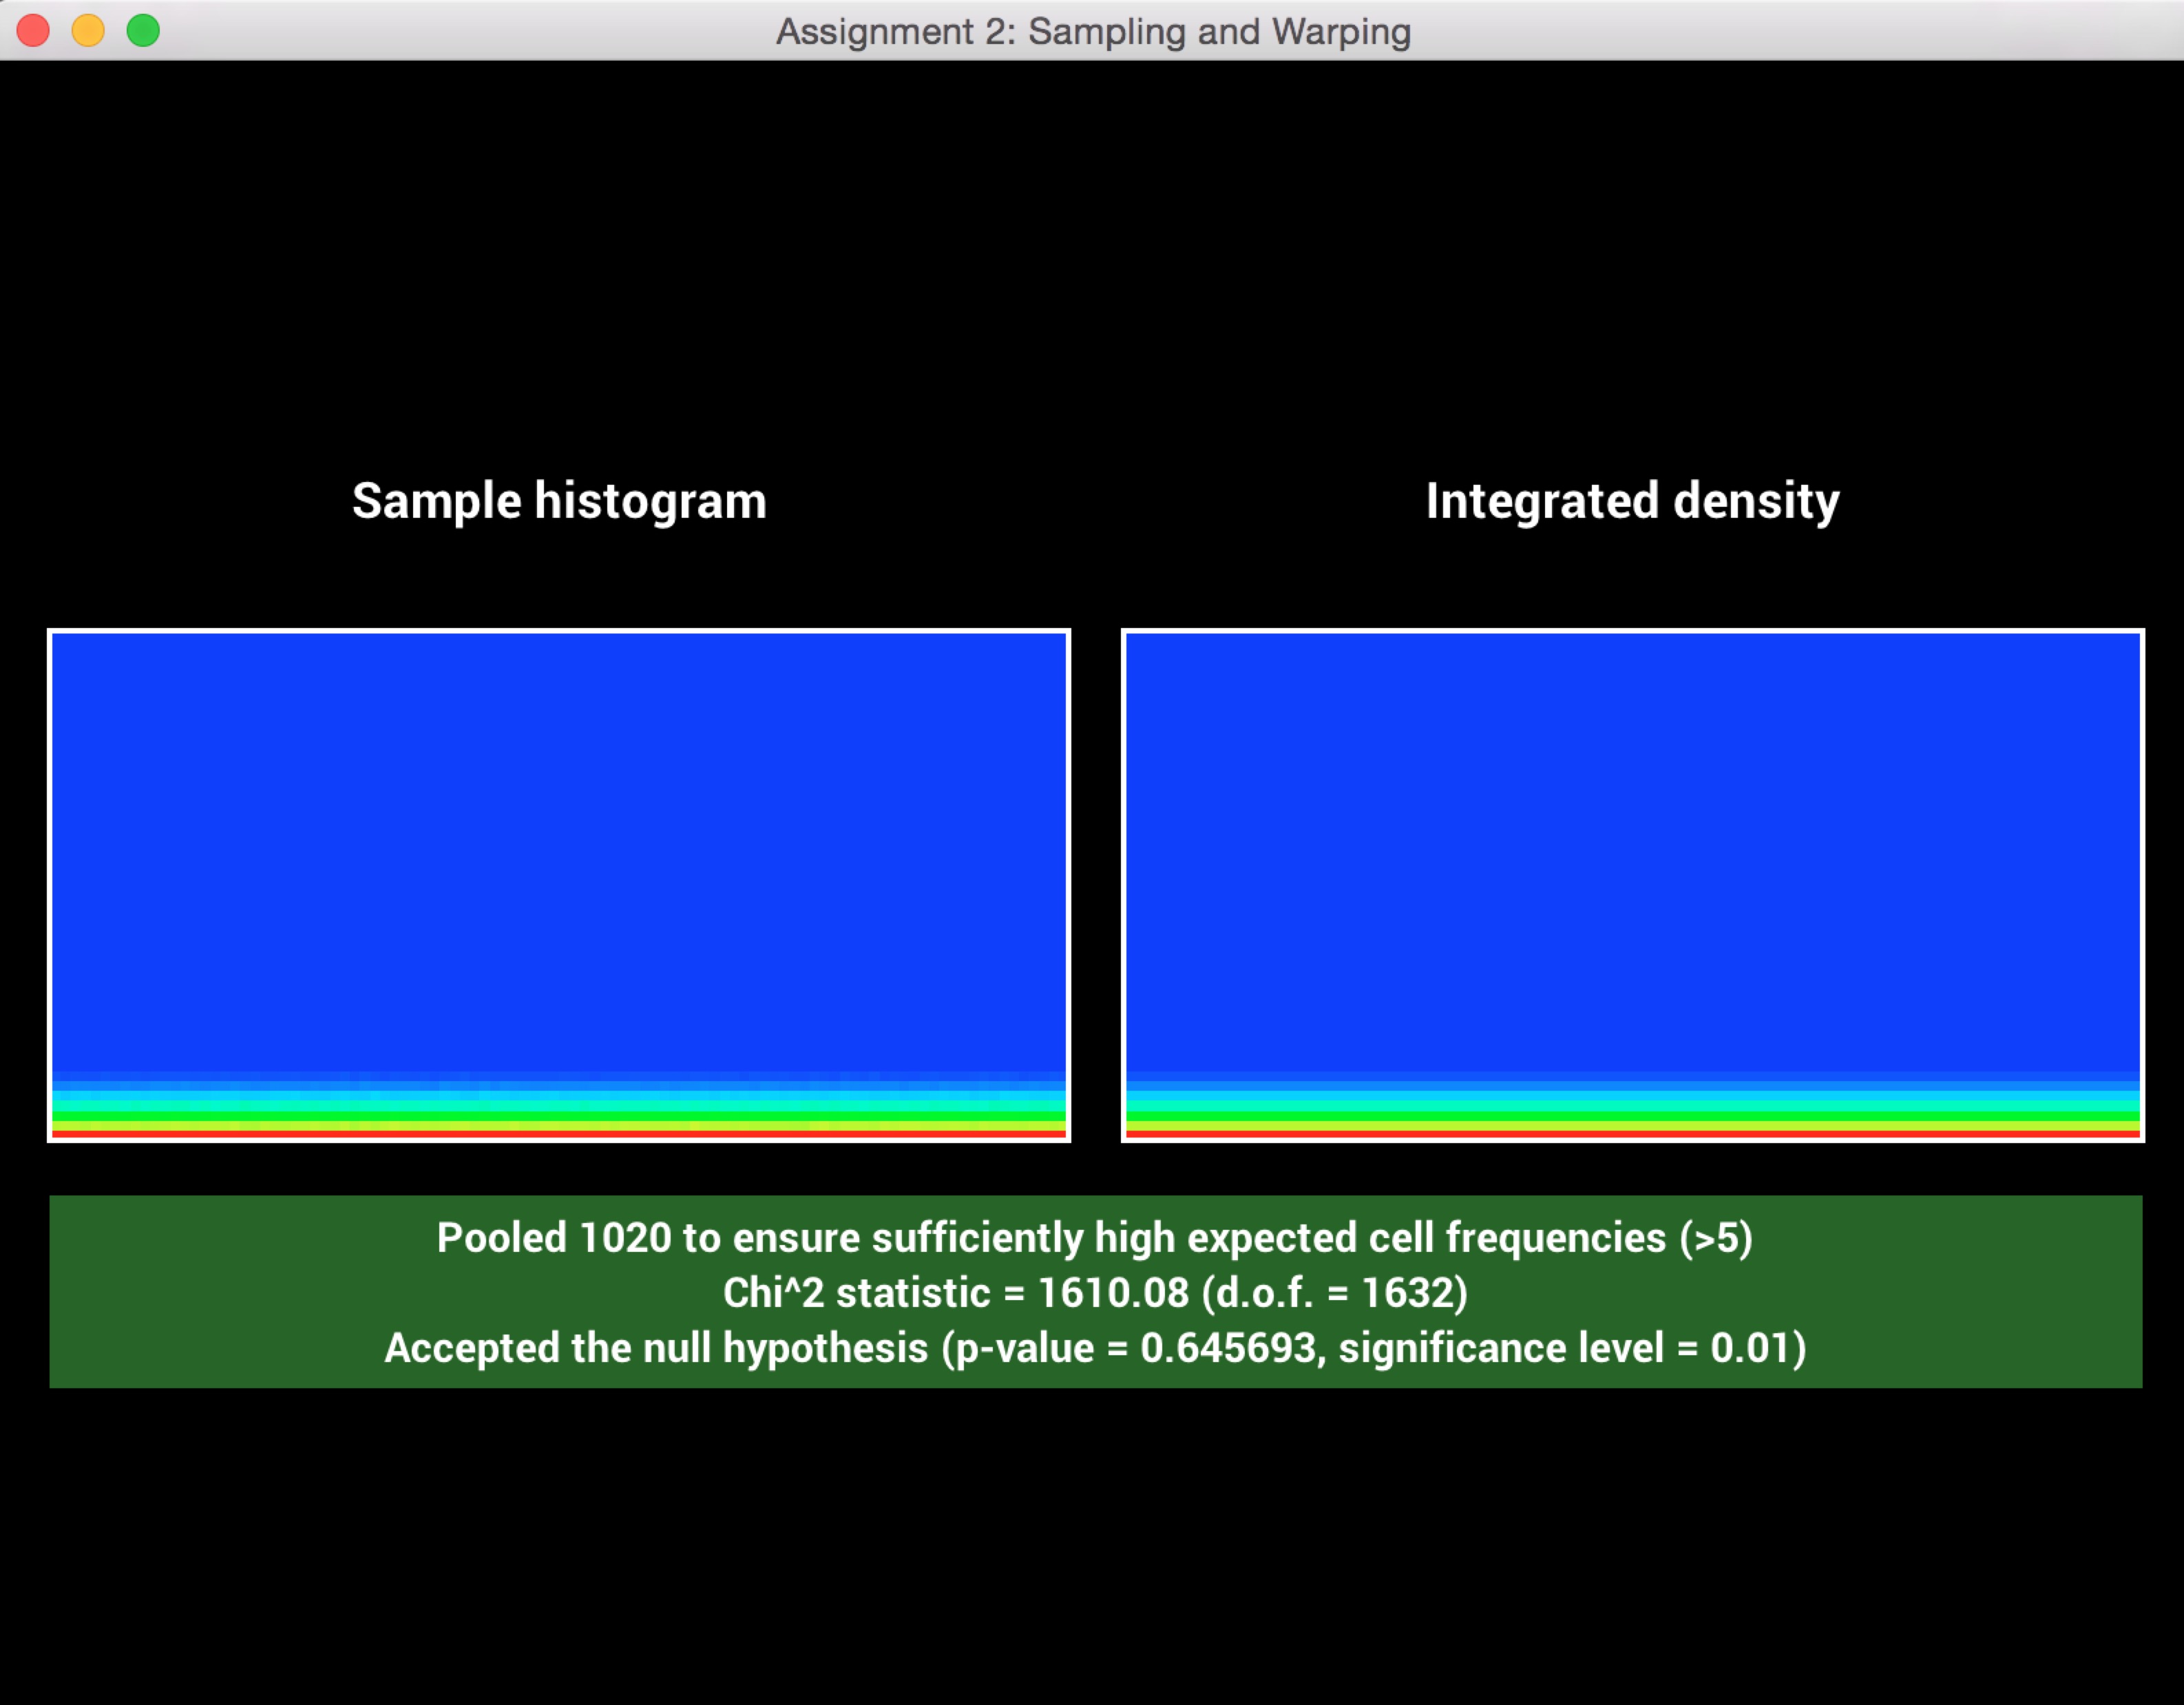 Assignment 2: Sampling and Warping
Sample histogram
Integrated density
Pooled 1020 to ensure sufficiently high expected cell frequencies (>5)
Chi^2 statistic = 1610.08 (d.o.f. = 1632)
Accepted the null hypothesis (p-value = 0.645693, significance level = 0.01)